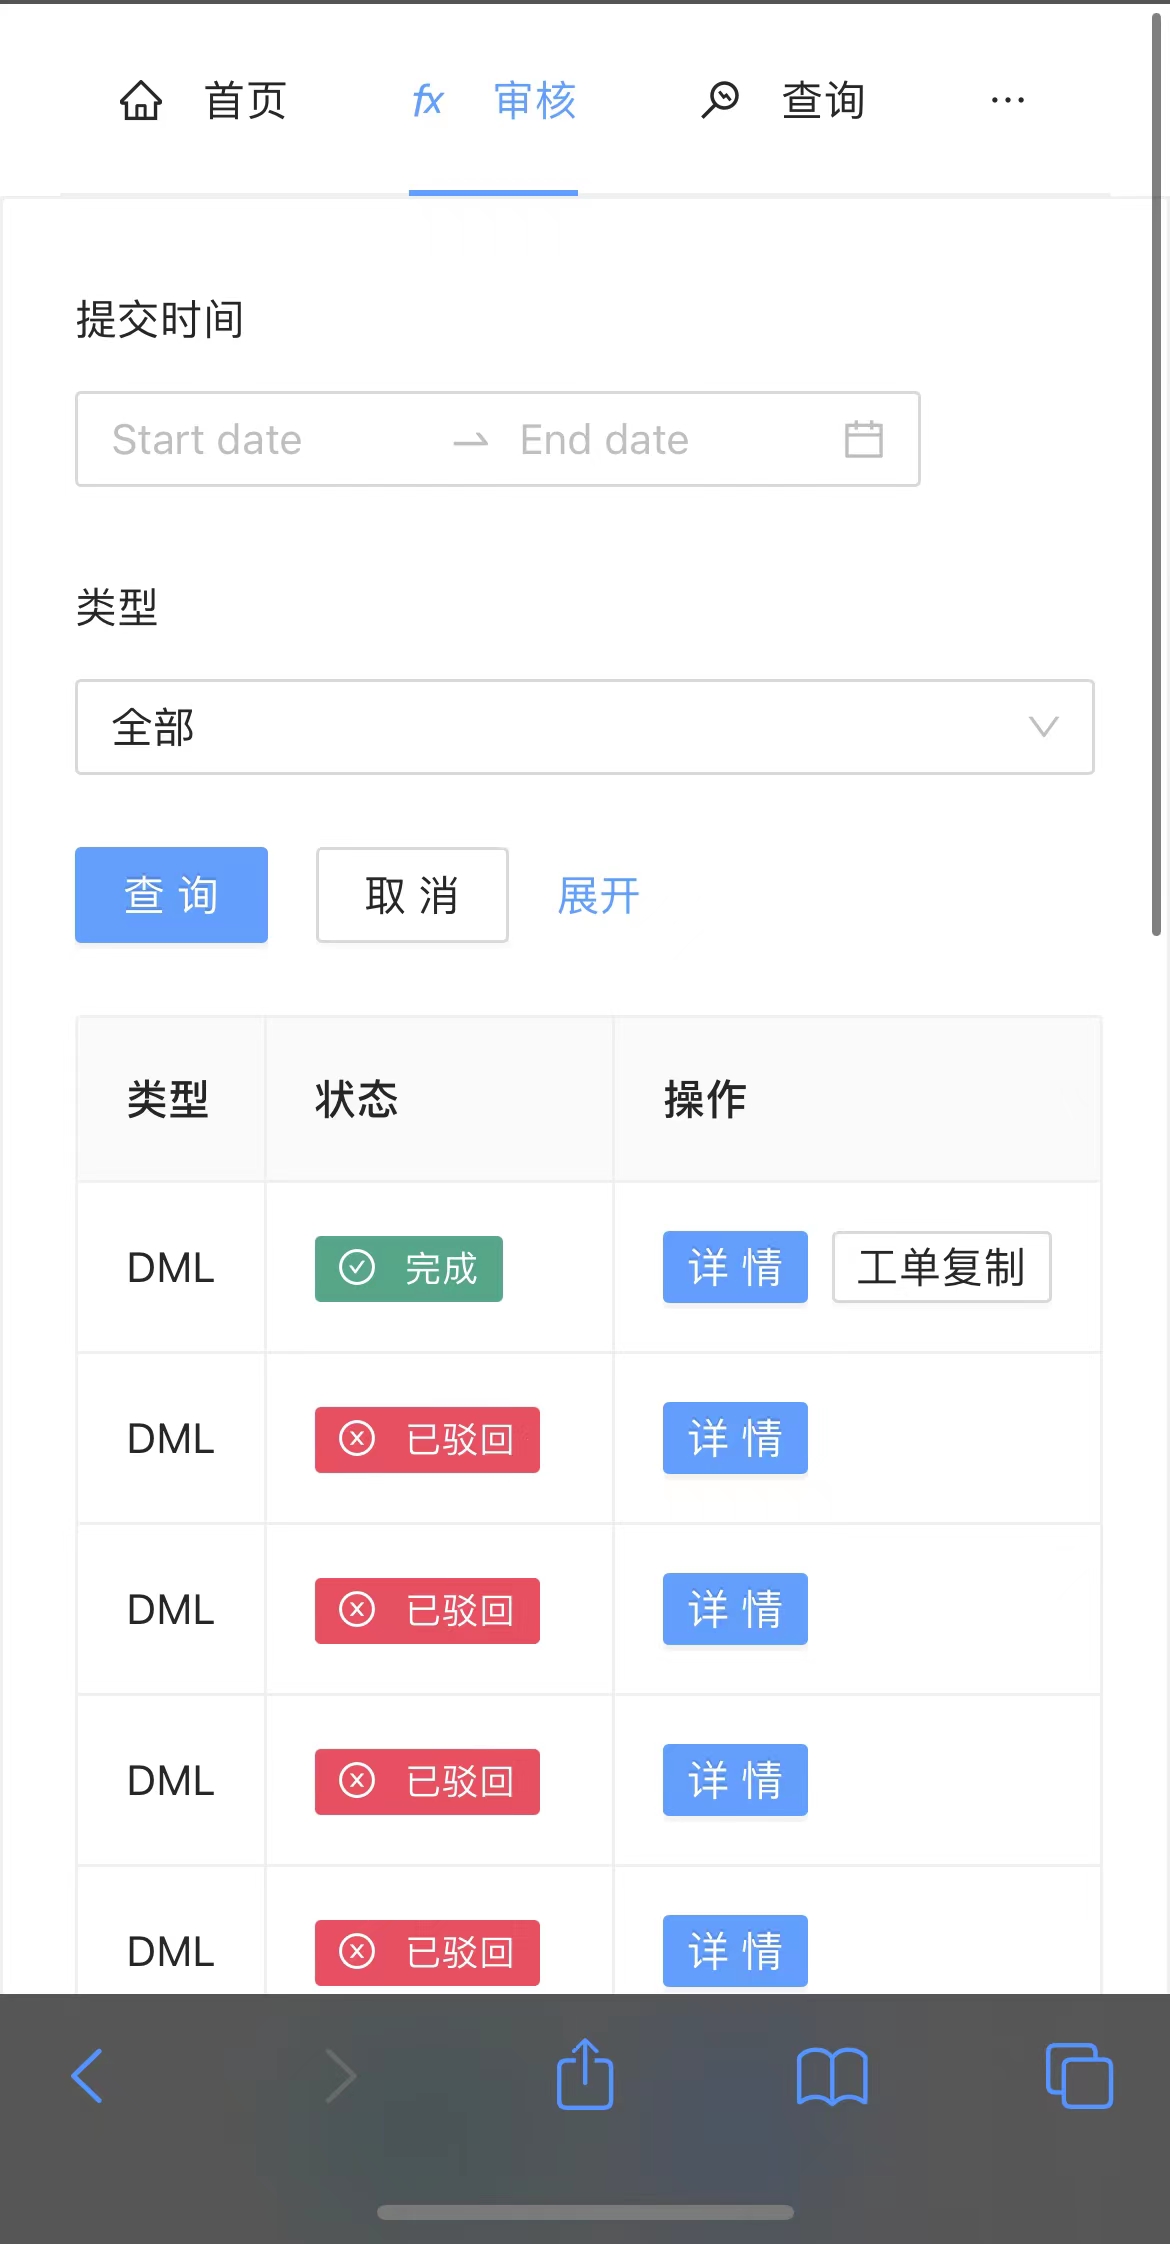 首页 fx 审核 查询 ···
提交时间
Start date End date
类型
全部
查 询 取 消 展开
类型 状态 操作
DML 完成 详 情 工单复制
DML 已驳回 详 情
DML 已驳回 详 情
DML 已驳回 详 情
DML 已驳回 详 情